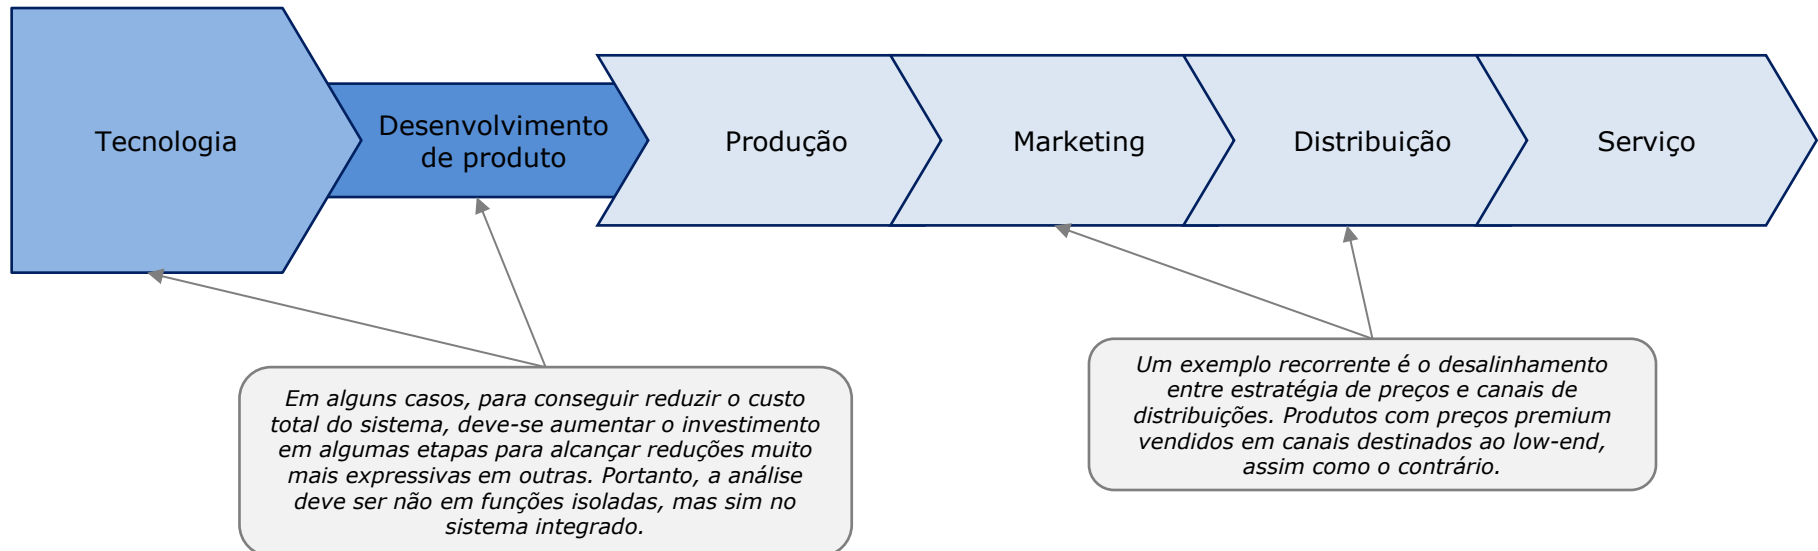 Tecnologia
Desenvolvimento
de produto
Produção
Marketing
Distribuição
Serviço
Em alguns casos, para conseguir reduzir o custo
total do sistema, deve-se aumentar o investimento
em algumas etapas para alcançar reduções muito
mais expressivas em outras. Portanto, a análise
deve ser não em funções isoladas, mas sim no
sistema integrado.
Um exemplo recorrente é o desalinhamento
entre estratégia de preços e canais de
distribuições. Produtos com preços premium
vendidos em canais destinados ao low-end,
assim como o contrário.